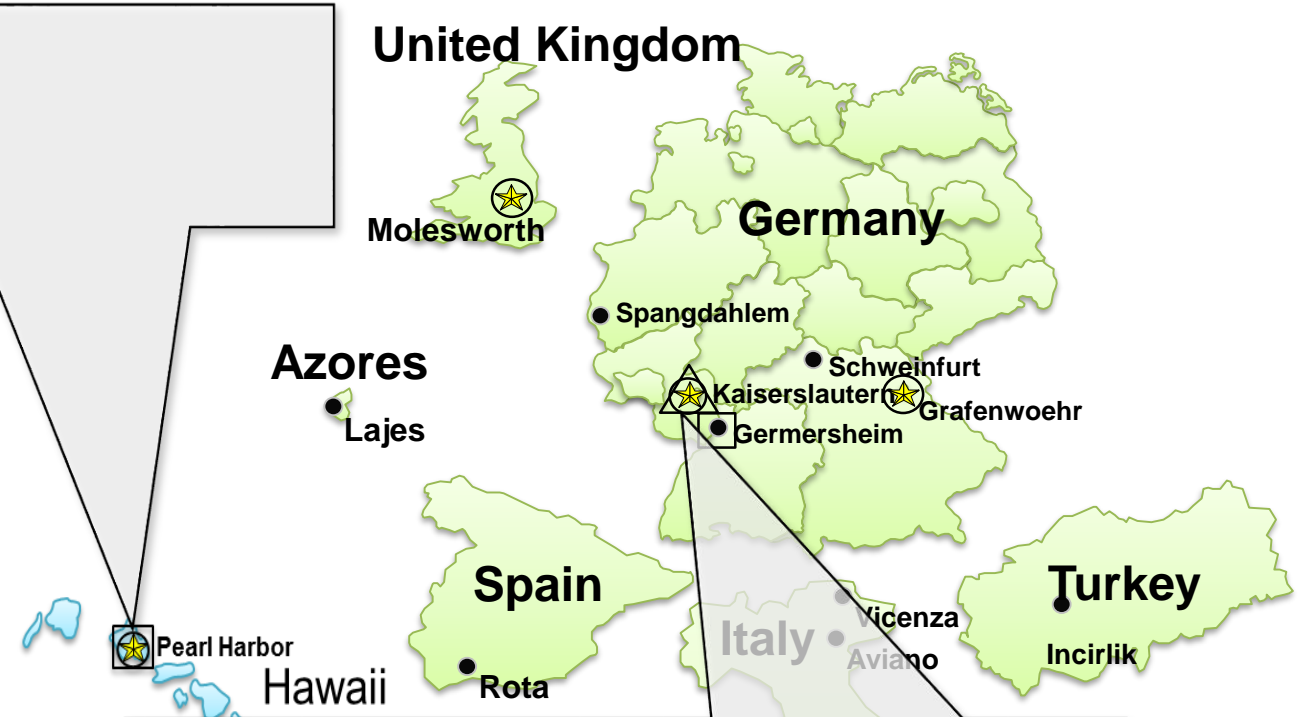 United Kingdom
Molesworth
Germany
Spangdahlem
Azores
Schweinfurt
Kaiserslautern
Grafenwoehr
Lajes
Germersheim
Spain
Turkey
Vicenza
Italy
Aviano
Pearl Harbor
Incirlik
Hawaii
Rota